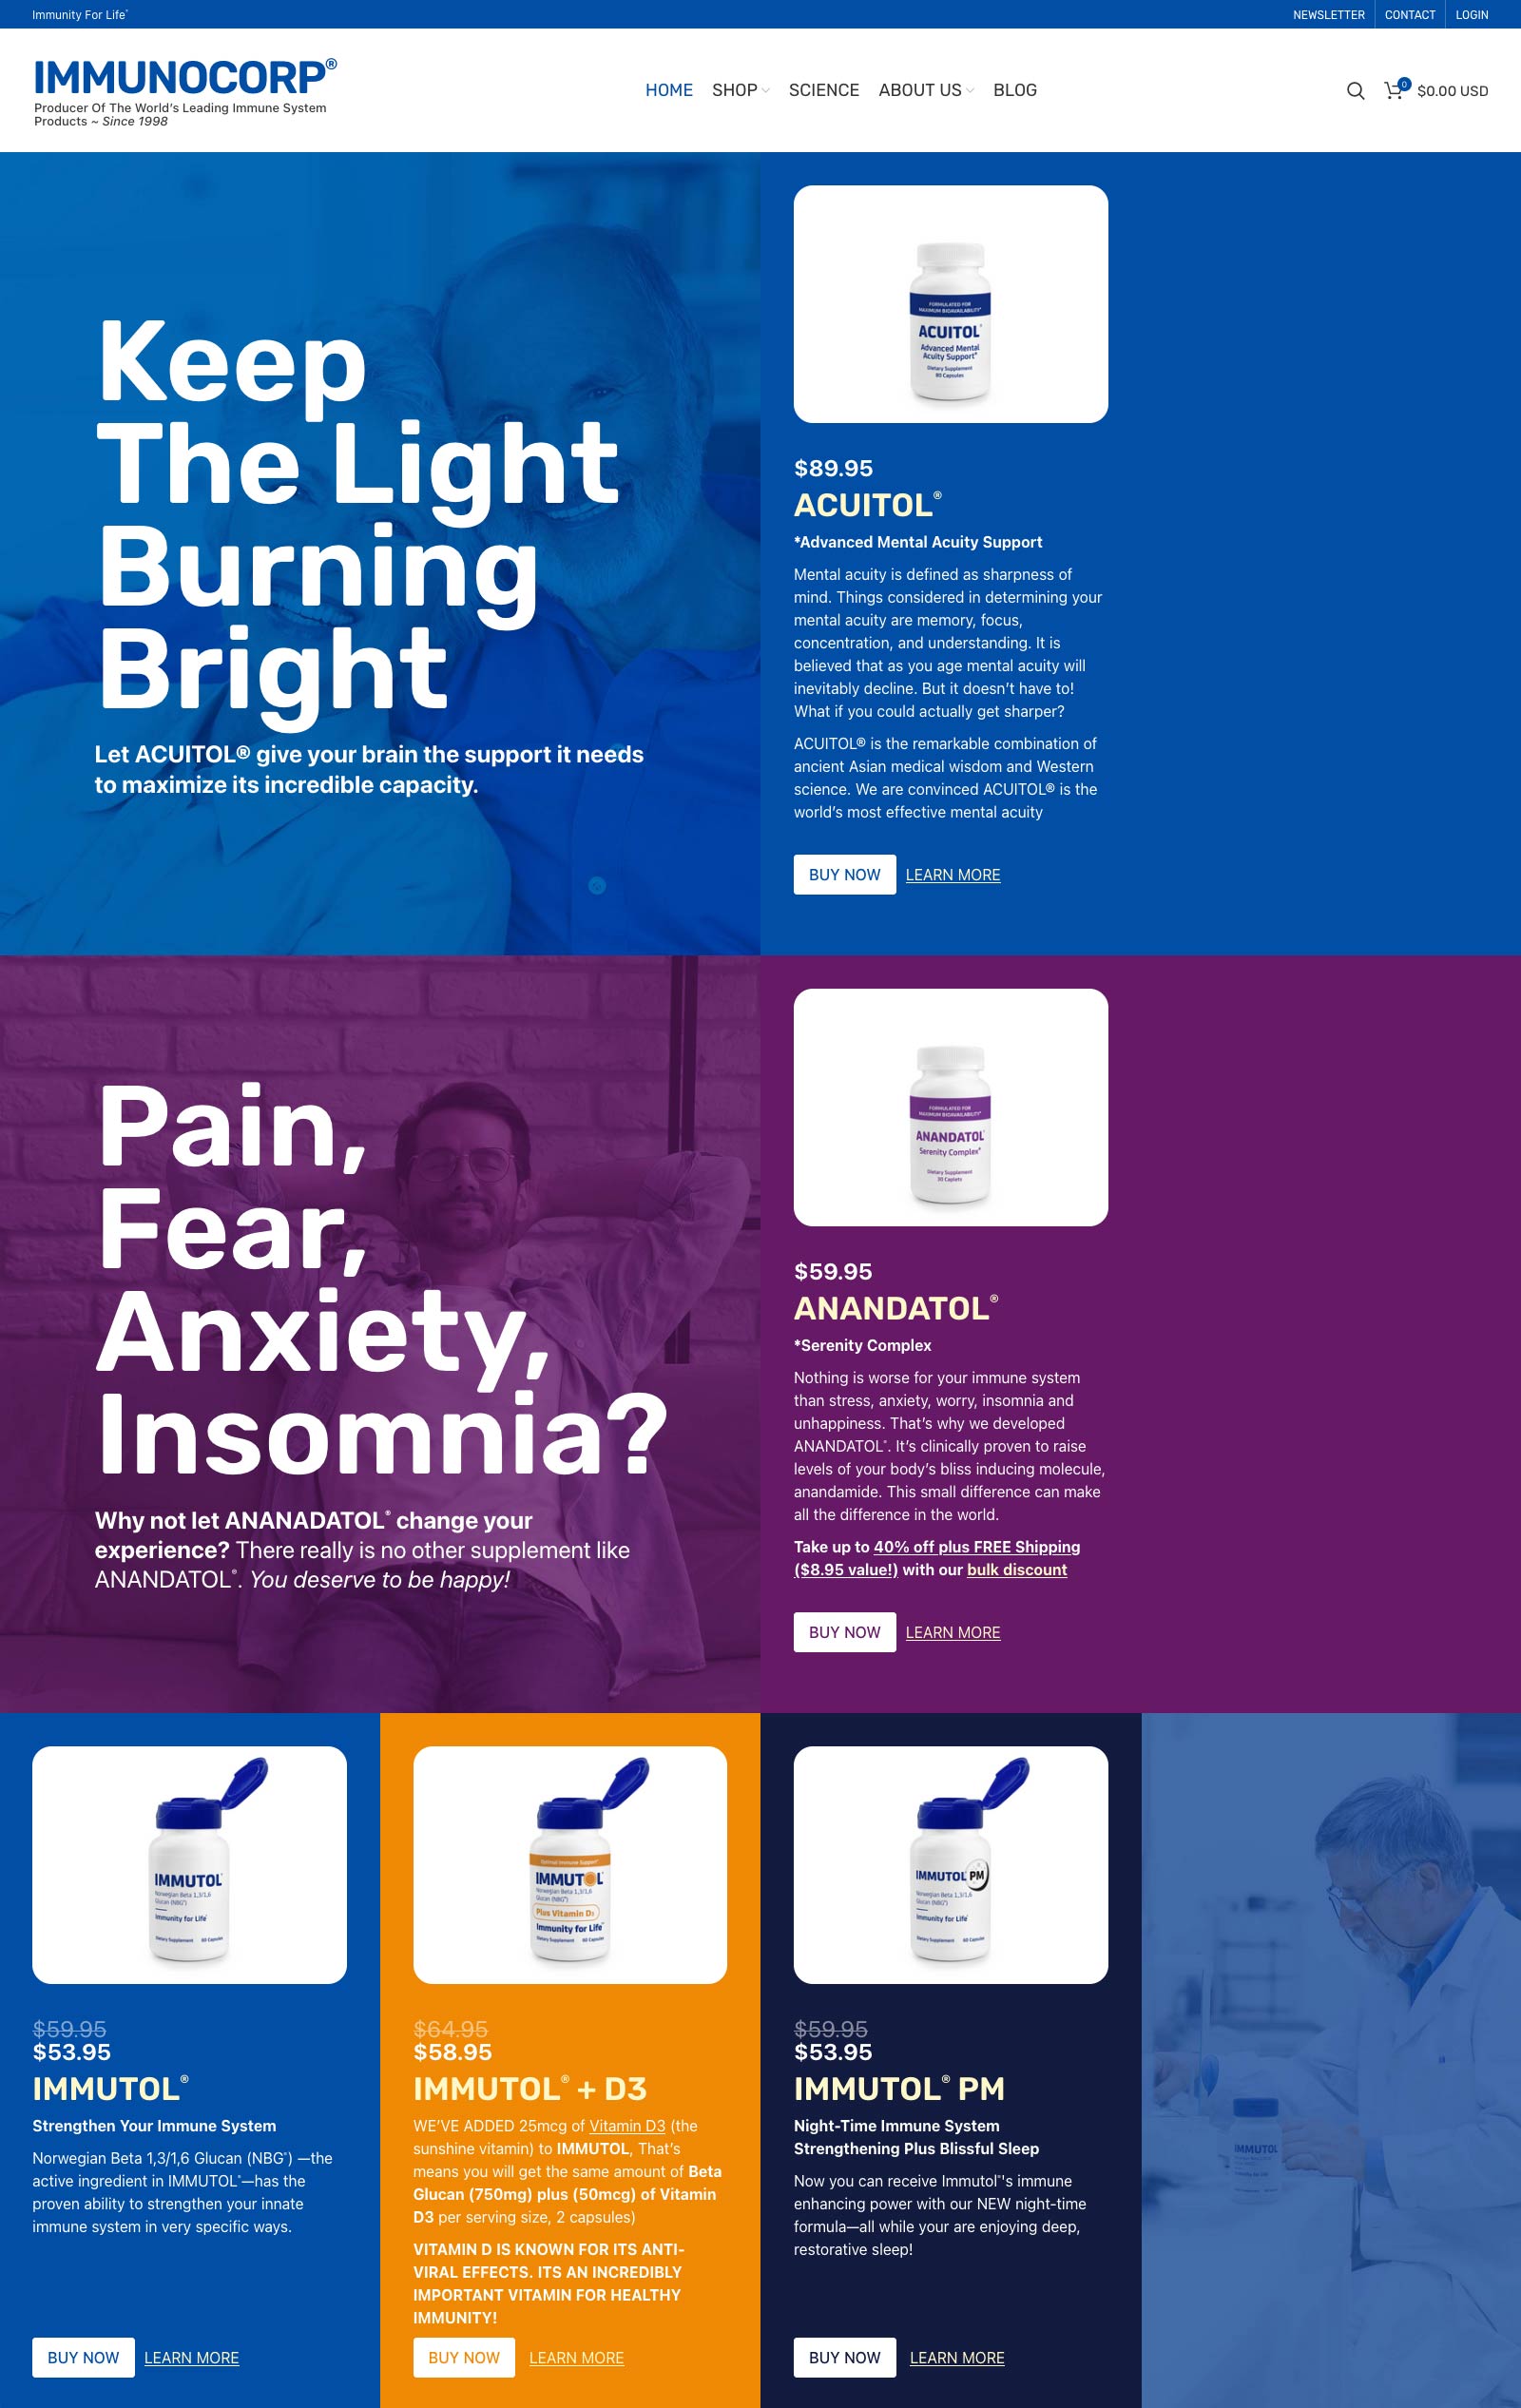 Immunity For Life®
NEWSLETTER
CONTACT
LOGIN
IMMUNOCORP®
Producer Of The World's Leading Immune System
Products ~ Since 1998
HOME
SHOP
SCIENCE
ABOUT US
BLOG
0
$0.00 USD
Keep
The Light
Burning
Bright
Let ACUITOL® give your brain the support it needs
to maximize its incredible capacity.
FORMULATED FOR
MAXIMUM BIOAVAILABILITY*
ACUITOL®
Advanced Mental
Acuity Support*
Dietary Supplement
90 Capsules
$89.95
ACUITOL®
*Advanced Mental Acuity Support
Mental acuity is defined as sharpness of
mind. Things considered in determining your
mental acuity are memory, focus,
concentration, and understanding. It is
believed that as you age mental acuity will
inevitably decline. But it doesn’t have to!
What if you could actually get sharper?
ACUITOL® is the remarkable combination of
ancient Asian medical wisdom and Western
science. We are convinced ACUITOL® is the
world’s most effective mental acuity
BUY NOW
LEARN MORE
Pain,
Fear,
Anxiety,
Insomnia?
Why not let ANANADATOL® change your
experience? There really is no other supplement like
ANANDATOL®. You deserve to be happy!
FORMULATED FOR
MAXIMUM BIOAVAILABILITY*
ANANDATOL®
Serenity Complex*
Dietary Supplement
30 Caplets
$59.95
ANANDATOL®
*Serenity Complex
Nothing is worse for your immune system
than stress, anxiety, worry, insomnia and
unhappiness. That’s why we developed
ANANDATOL®. It’s clinically proven to raise
levels of your body’s bliss inducing molecule,
anandamide. This small difference can make
all the difference in the world.
Take up to 40% off plus FREE Shipping
($8.95 value!) with our bulk discount
BUY NOW
LEARN MORE
IMMUTOL®
Norwegian Beta 1,3/1,6
Glucan (NBG®)
Immunity for Life®
Dietary Supplement 60 Capsules
$59.95
$53.95
IMMUTOL®
Strengthen Your Immune System
Norwegian Beta 1,3/1,6 Glucan (NBG®) —the
active ingredient in IMMUTOL®—has the
proven ability to strengthen your innate
immune system in very specific ways.
BUY NOW
LEARN MORE
Optimal Immune Support*
IMMUTOL®
Norwegian Beta 1,3/1,6
Glucan (NBG®)
Plus Vitamin D3
Immunity for Life™
Dietary Supplement 60 Capsules
$64.95
$58.95
IMMUTOL® + D3
WE’VE ADDED 25mcg of Vitamin D3 (the
sunshine vitamin) to IMMUTOL, That’s
means you will get the same amount of Beta
Glucan (750mg) plus (50mcg) of Vitamin
D3 per serving size, 2 capsules)
VITAMIN D IS KNOWN FOR ITS ANTI-
VIRAL EFFECTS. ITS AN INCREDIBLY
IMPORTANT VITAMIN FOR HEALTHY
IMMUNITY!
BUY NOW
LEARN MORE
IMMUTOL PM
Norwegian Beta 1,3/1,6
Glucan (NBG®)
Immunity for Life®
Dietary Supplement 60 Capsules
$59.95
$53.95
IMMUTOL® PM
Night-Time Immune System
Strengthening Plus Blissful Sleep
Now you can receive Immutol®'s immune
enhancing power with our NEW night-time
formula—all while your are enjoying deep,
restorative sleep!
BUY NOW
LEARN MORE
IMMUTOL